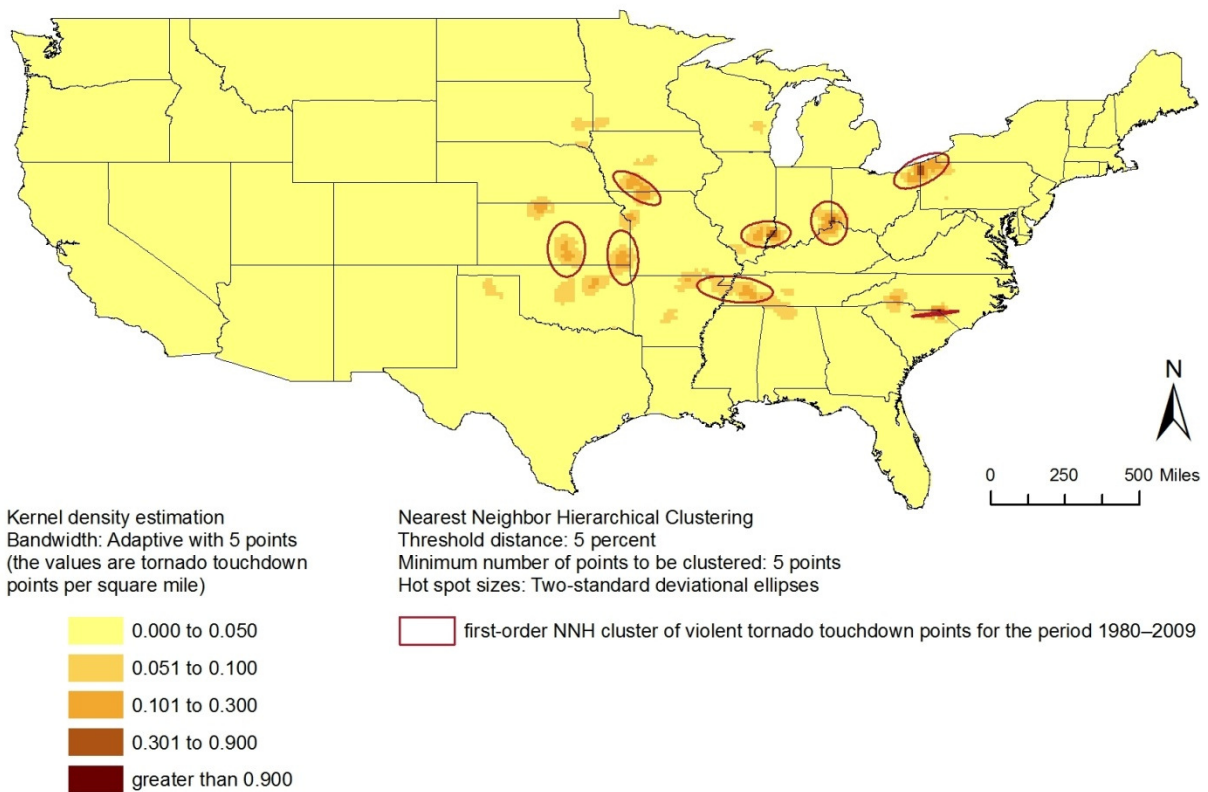 N
0 250 500 Miles
Kernel density estimation
Bandwidth: Adaptive with 5 points
(the values are tornado touchdown
points per square mile)
0.000 to 0.050
0.051 to 0.100
0.101 to 0.300
0.301 to 0.900
greater than 0.900
Nearest Neighbor Hierarchical Clustering
Threshold distance: 5 percent
Minimum number of points to be clustered: 5 points
Hot spot sizes: Two-standard deviational ellipses
first-order NNH cluster of violent tornado touchdown points for the period 1980–2009